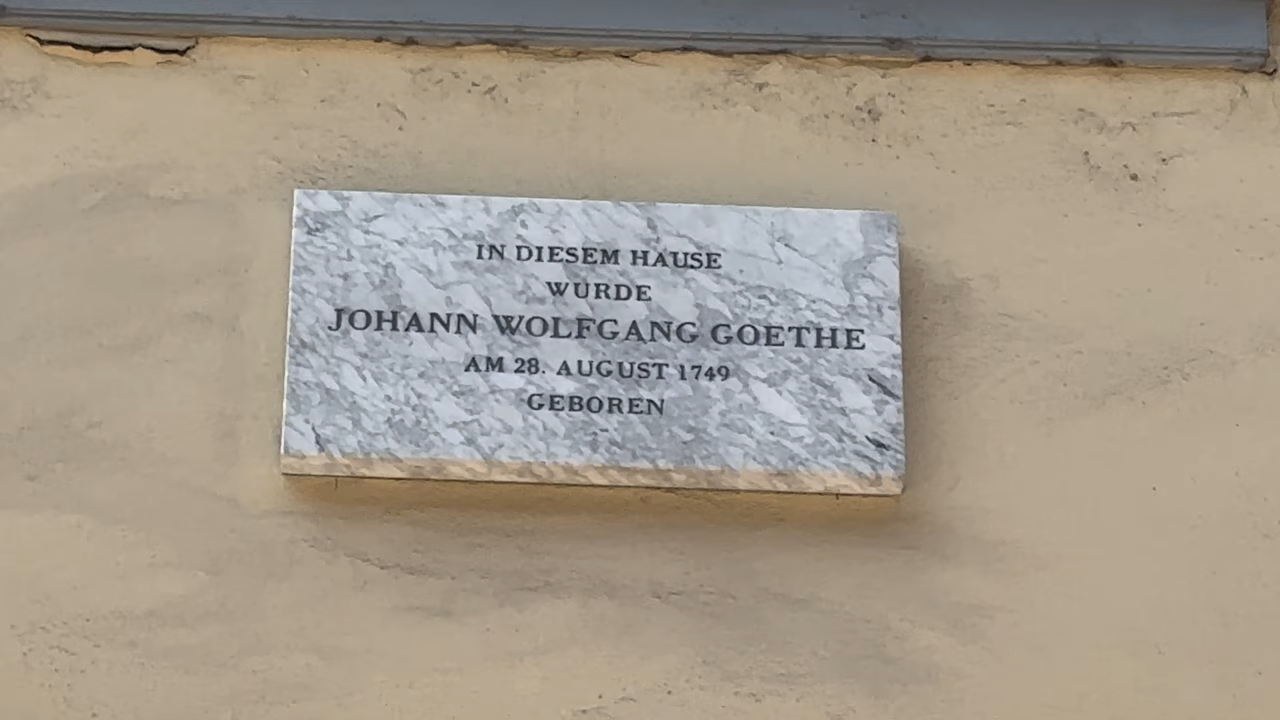 IN DIESEM HAUSE
WURDE
JOHANN WOLFGANG GOETHE
AM 28. AUGUST 1749
GEBOREN